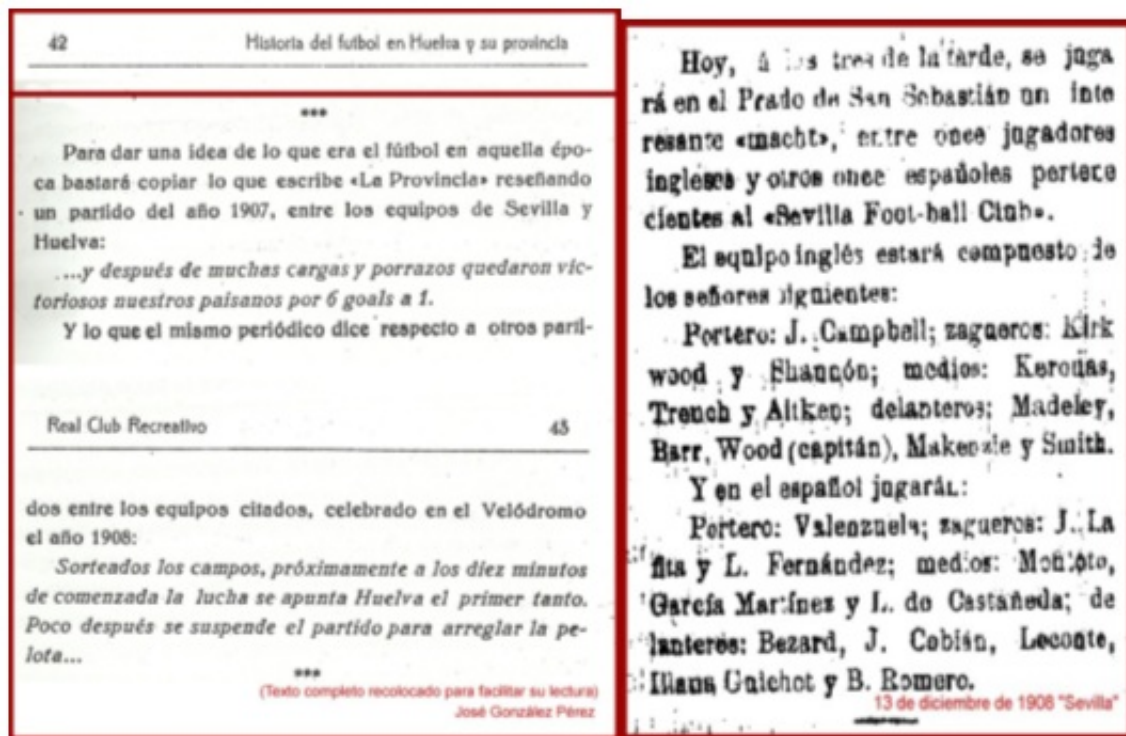 42 Historia del futbol en Huelva y su provincia
***
Para dar una idea de lo que era el fútbol en aquella épo-
ca bastará copiar lo que escribe «La Provincia» reseñando
un partido del año 1907, entre los equipos de Sevilla y
Huelva:
....y después de muchas cargas y porrazos quedaron vic-
toriosos nuestros paisanos por 6 goals a 1.
Y lo que el mismo periódico dice respecto a otros parti-
Real Club Recreativo 43
dos entre los equipos citados, celebrado en el Velódromo
el año 1908:
Sorteados los campos, próximamente a los diez minutos
de comenzada la lucha se apunta Huelva el primer tanto.
Poco después se suspende el partido para arreglar la pe-
lota...
***
(Texto completo recolocado para facilitar su lectura)
José González Pérez
Hoy, á las tres de la tarde, se juga
rá en el Prado de San Sebastián un inte
resante «macht», entre once jugadores
ingleses y otros once españoles pertene
cientes al «Sevilla Foot-ball Club».
El equipo inglés estará compuesto de
los señores siguientes:
Portero: J. Campbell; zagueros: Kirk
wood y Shannón; medios:
Trench y Aitken; delanteros: Madeley,
Barr, Wood (capitán), Makenzie y Smith.
Y en el español jugarán:
Portero: Valenzuela; zagueros: J. La
fita y L. Fernández; medios:
García Martínez y L. de Castañeda; de
lanteros: Bezard, J. Cobián, Leconte,
Illana Guichot y B. Romero.
13 de diciembre de 1908 "Sevilla"